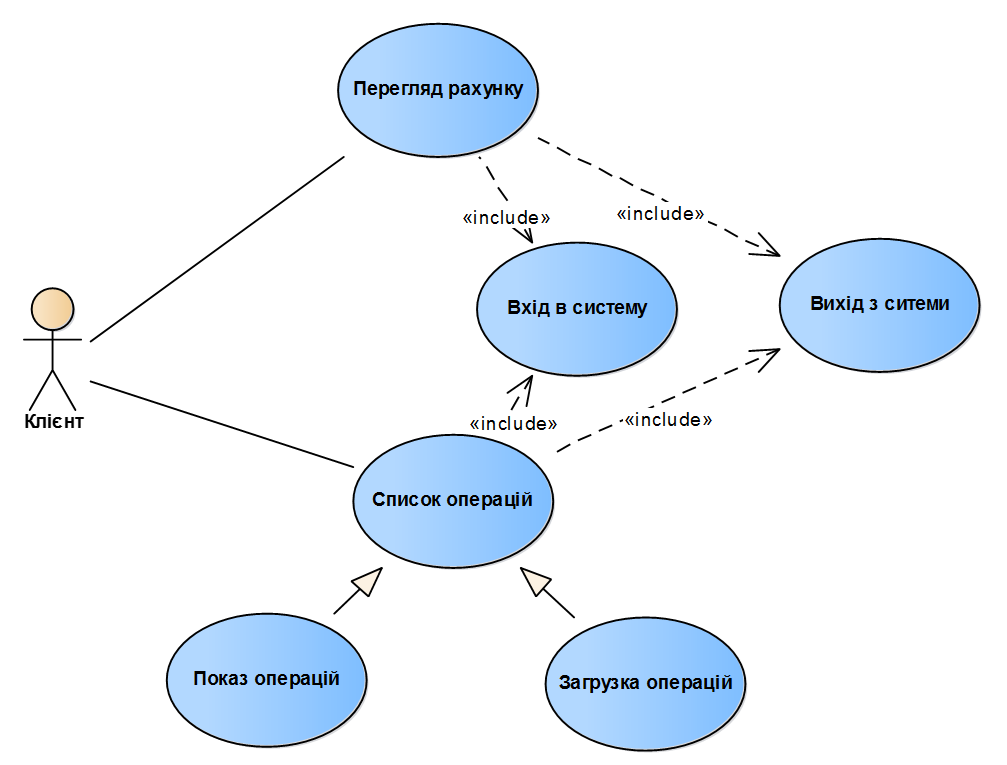 Перегляд рахунку
«include»
«include»
Вхід в систему
Вихід з ситеми
Клієнт
«include»
«include»
Список операцій
Показ операцій
Загрузка операцій